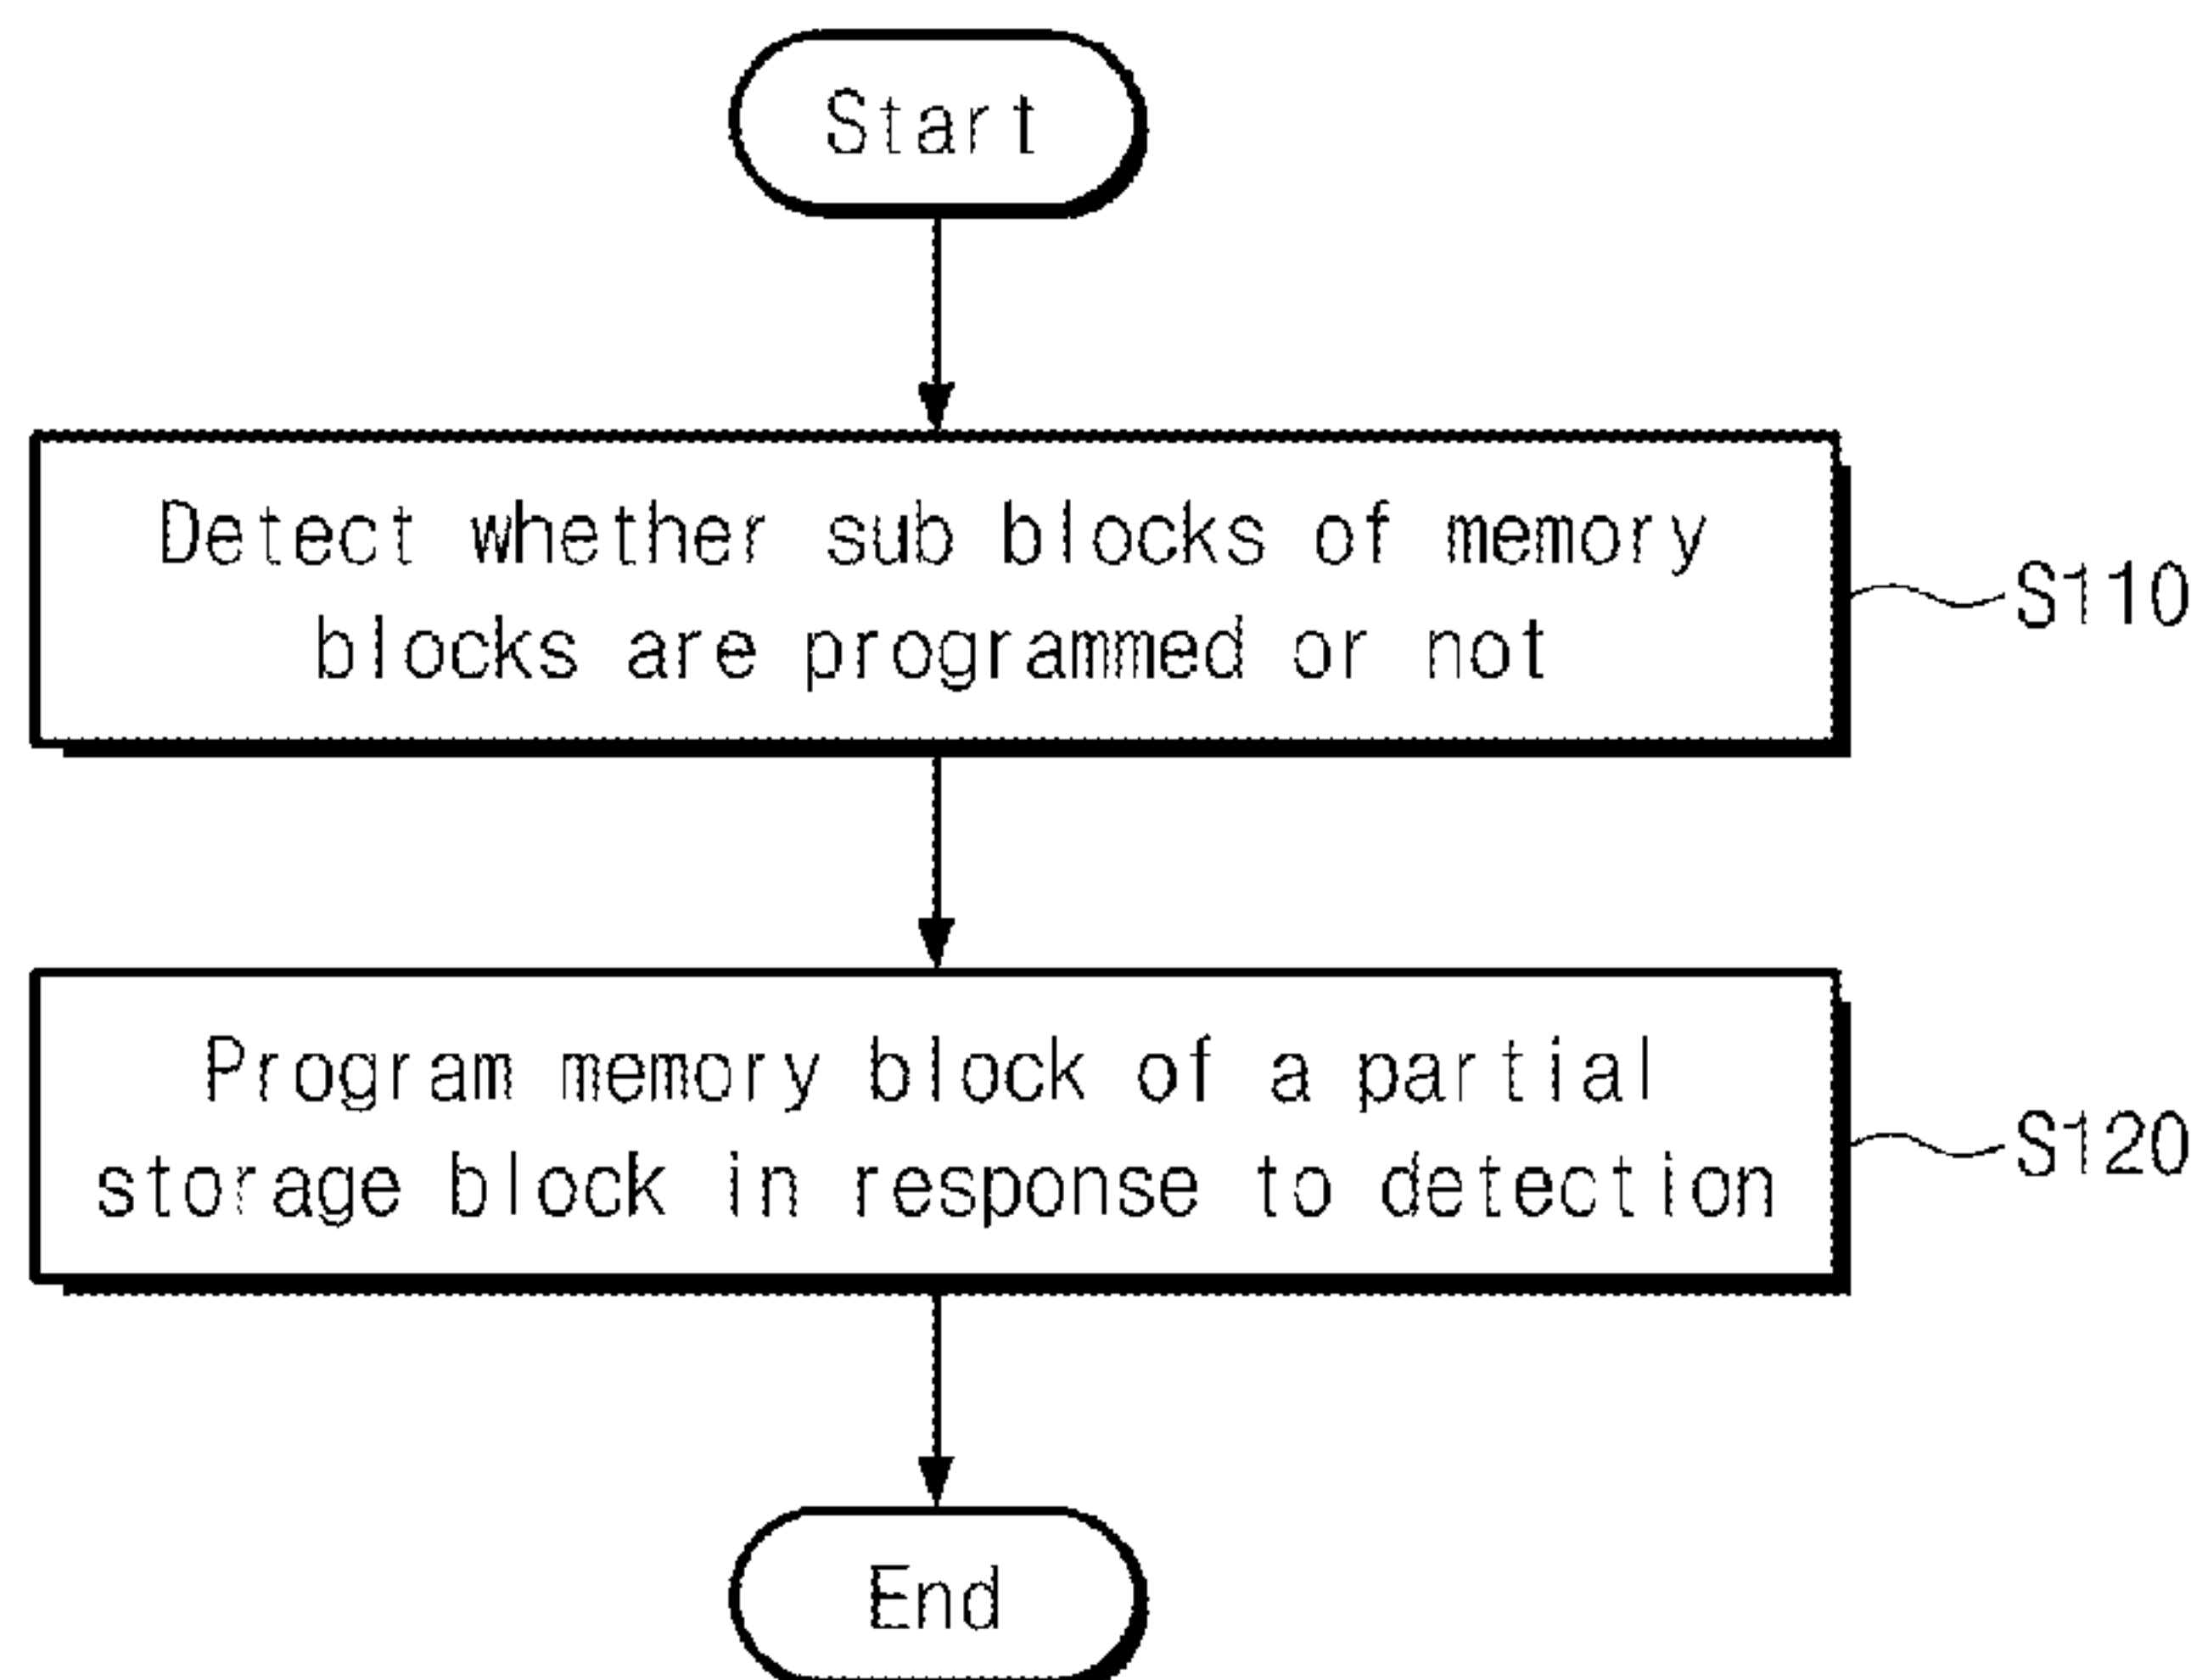 Start
Detect whether sub blocks of memory
blocks are programmed or not
S110
Program memory block of a partial
storage block in response to detection
S120
End